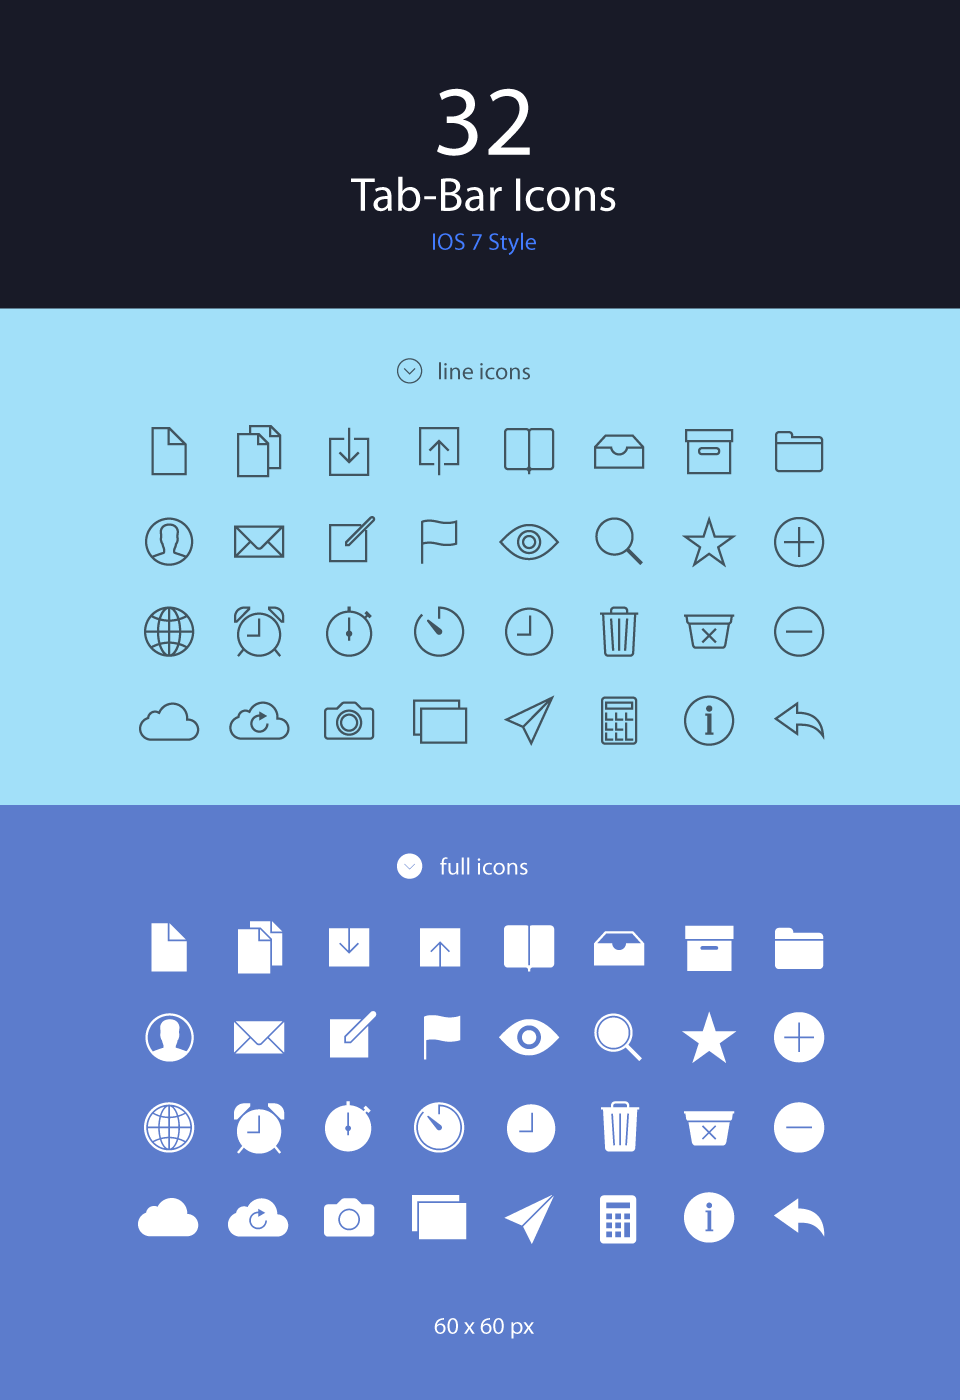 32
Tab-Bar Icons
IOS 7 Style
line icons
i
full icons
i
60 x 60 px